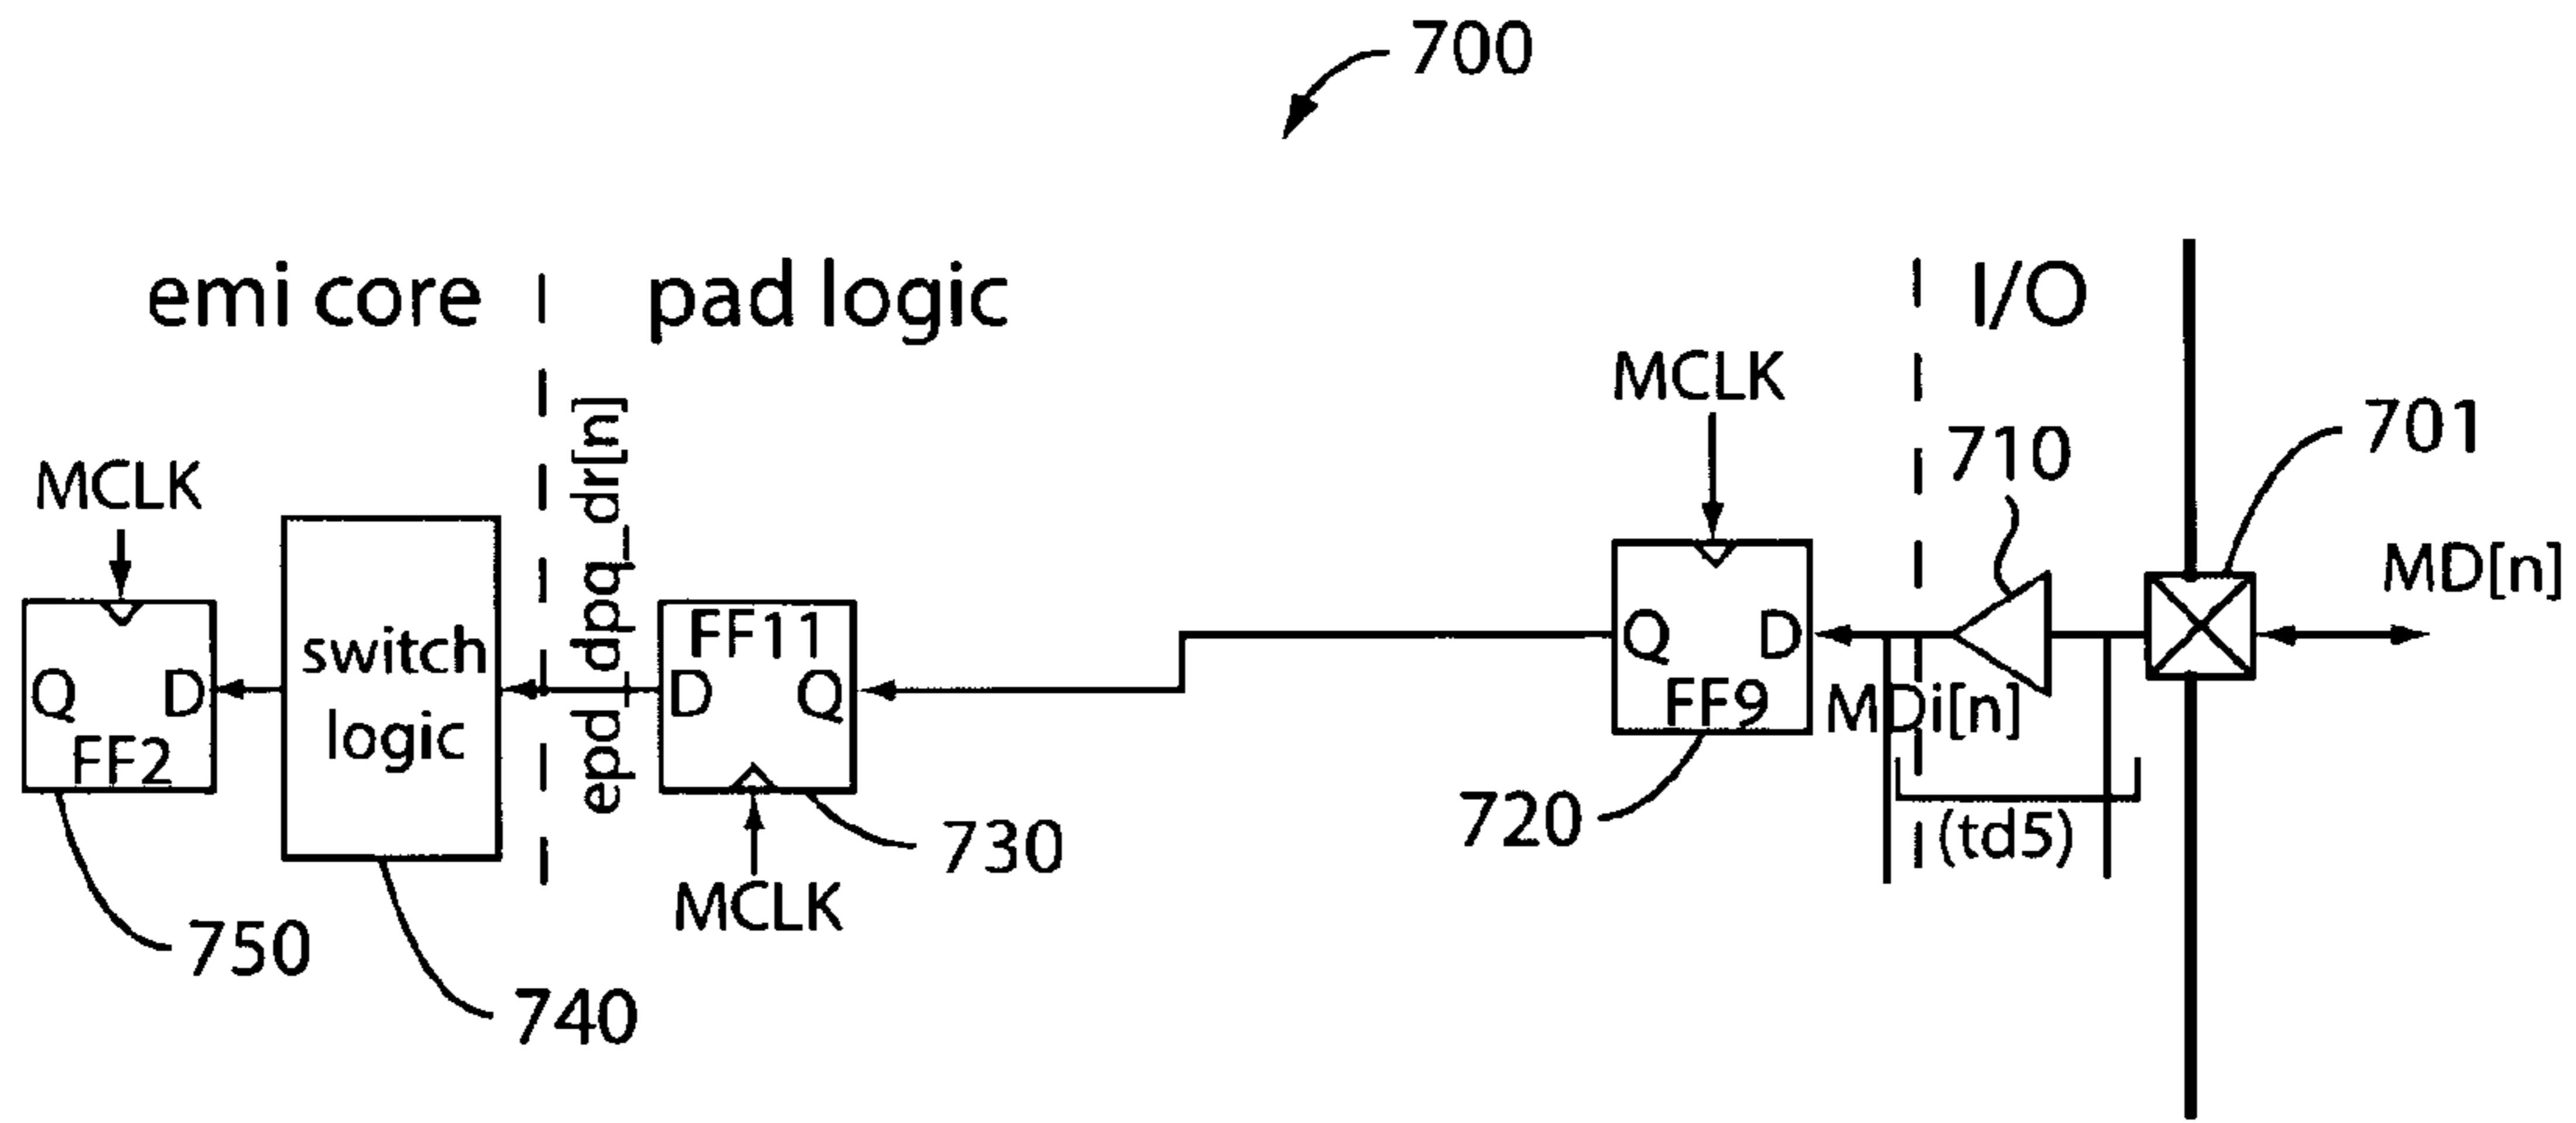 700
emi core
pad logic
I/O
MCLK
701
epd_dpq_dr[n]
710
MCLK
MD[n]
FF11
switch
logic
Q
D
D
Q
Q
D
FF2
FF9
MDi[n]
720
730
(td5)
MCLK
750
740